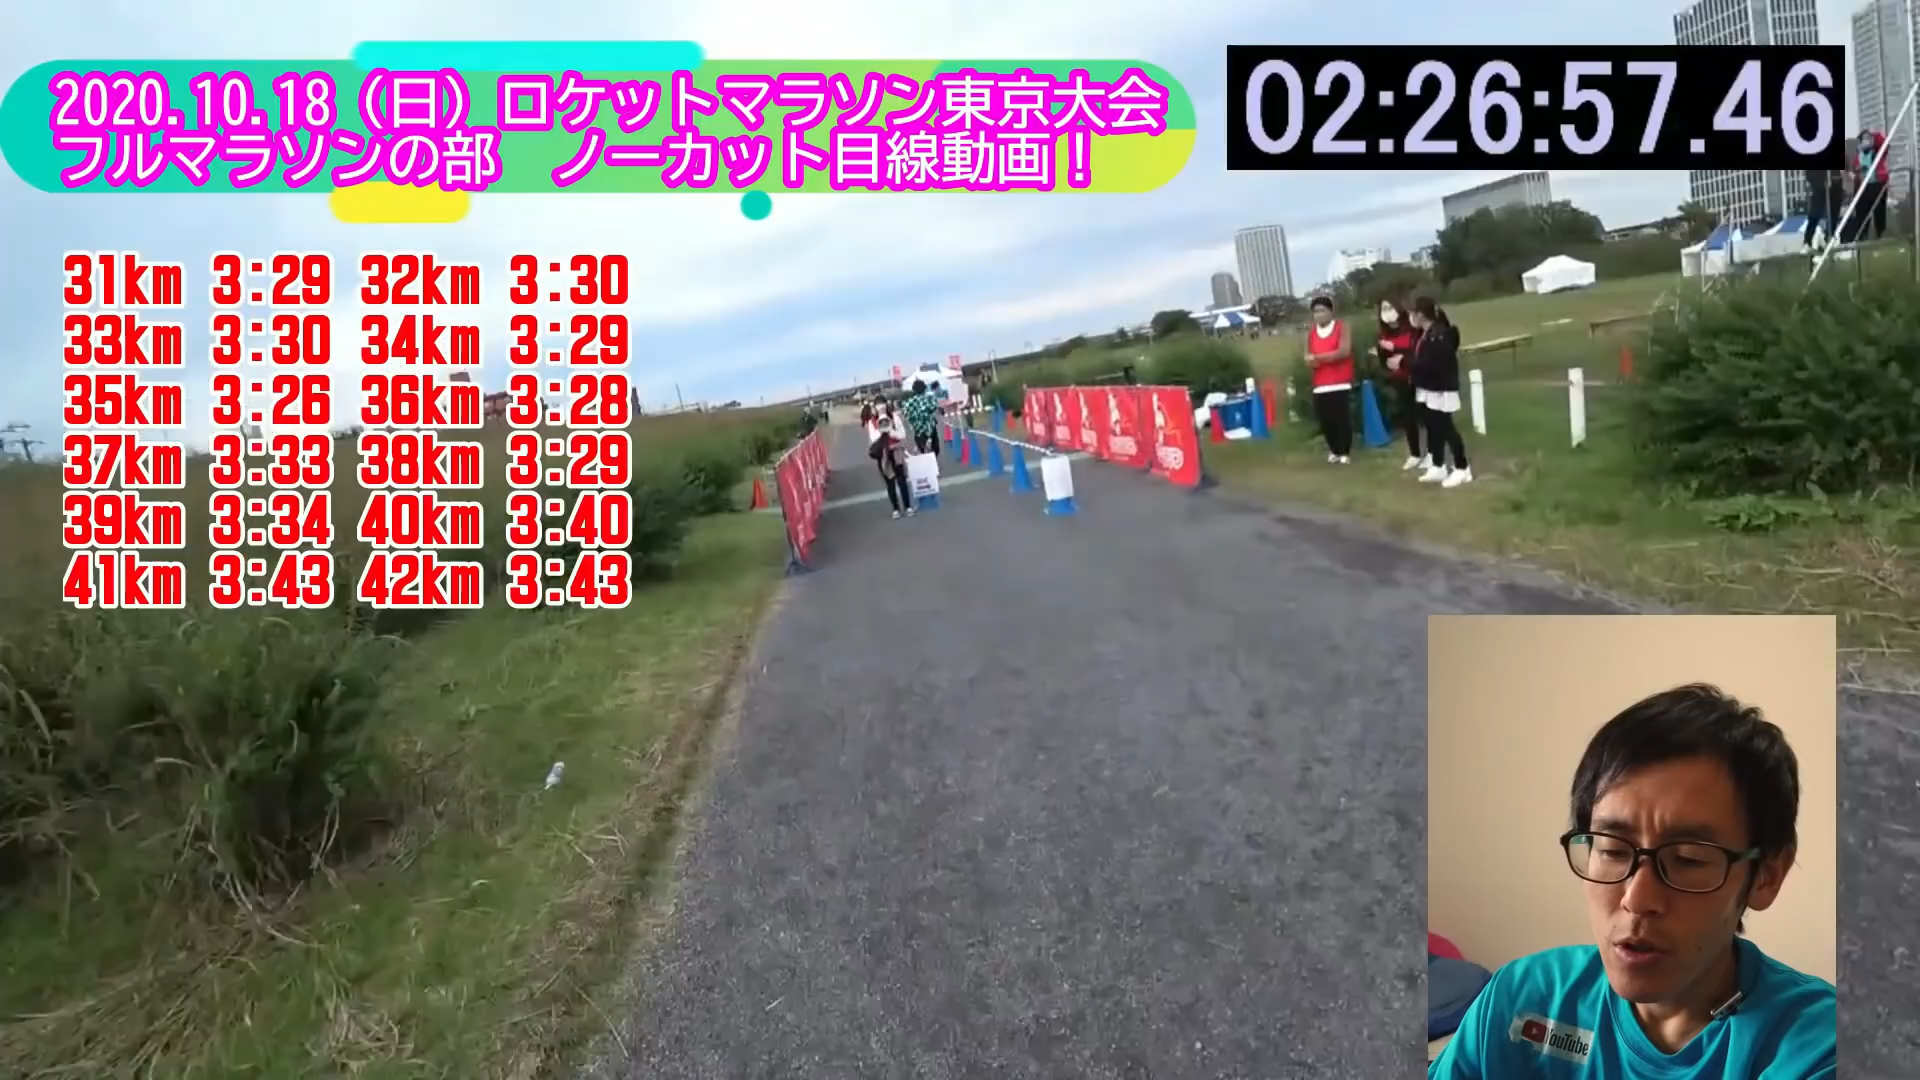 2020.10.18（日）ロケットマラソン東京大会
フルマラソンの部　ノーカット目線動画！
02:26:57.46
31km 3:29 32km 3:30
33km 3:30 34km 3:29
35km 3:26 36km 3:28
37km 3:33 38km 3:29
39km 3:34 40km 3:40
41km 3:43 42km 3:43
YouTube